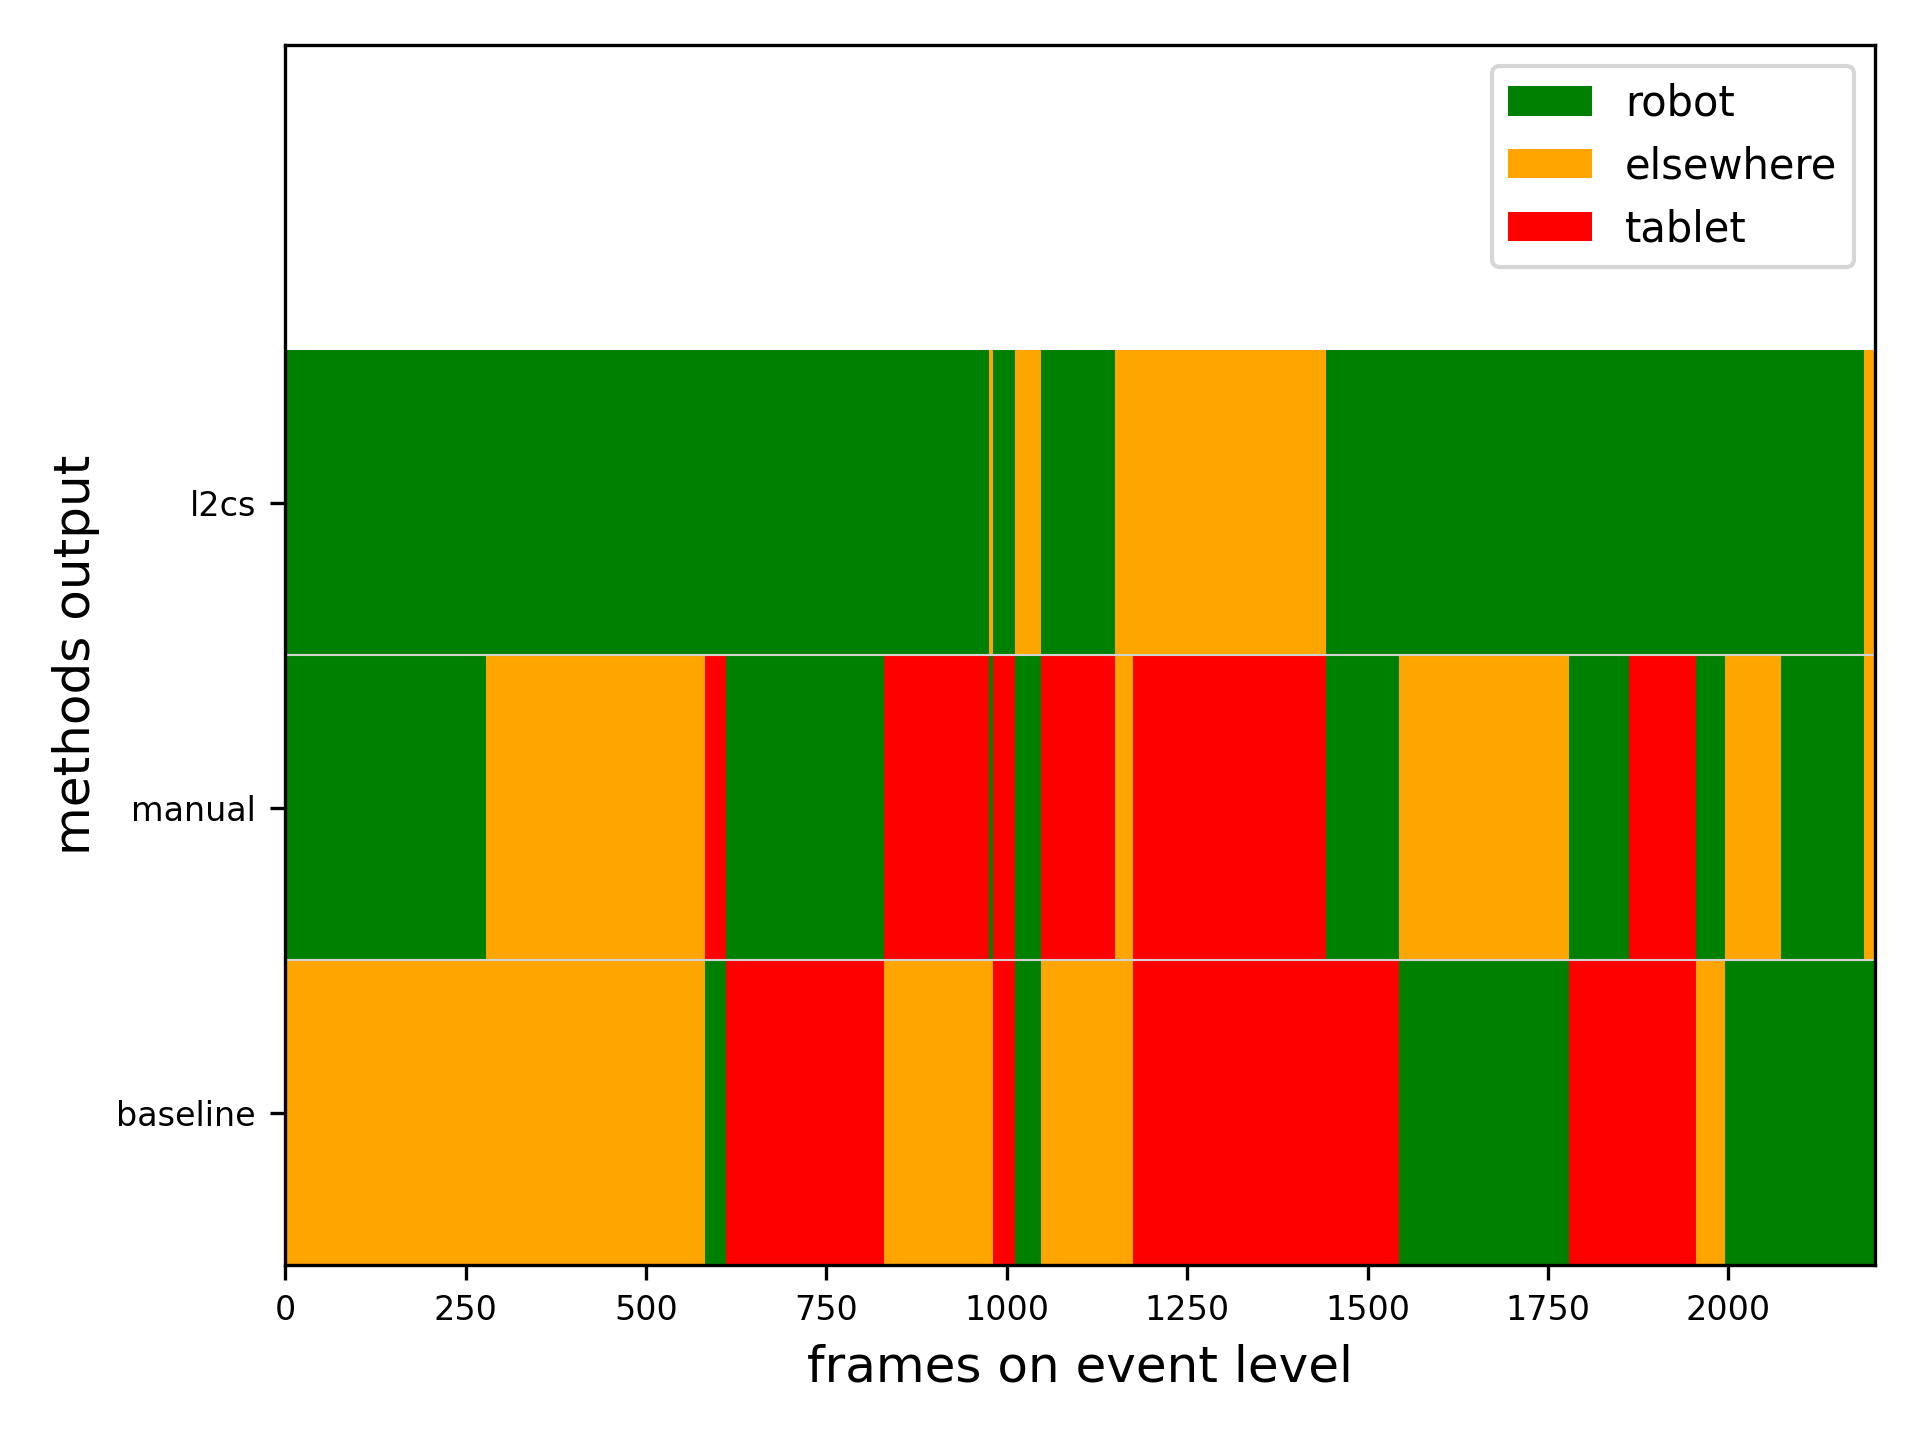 robot
elsewhere
tablet
methods output
l2cs
manual
baseline
0 250 500 750 1000 1250 1500 1750 2000
frames on event level